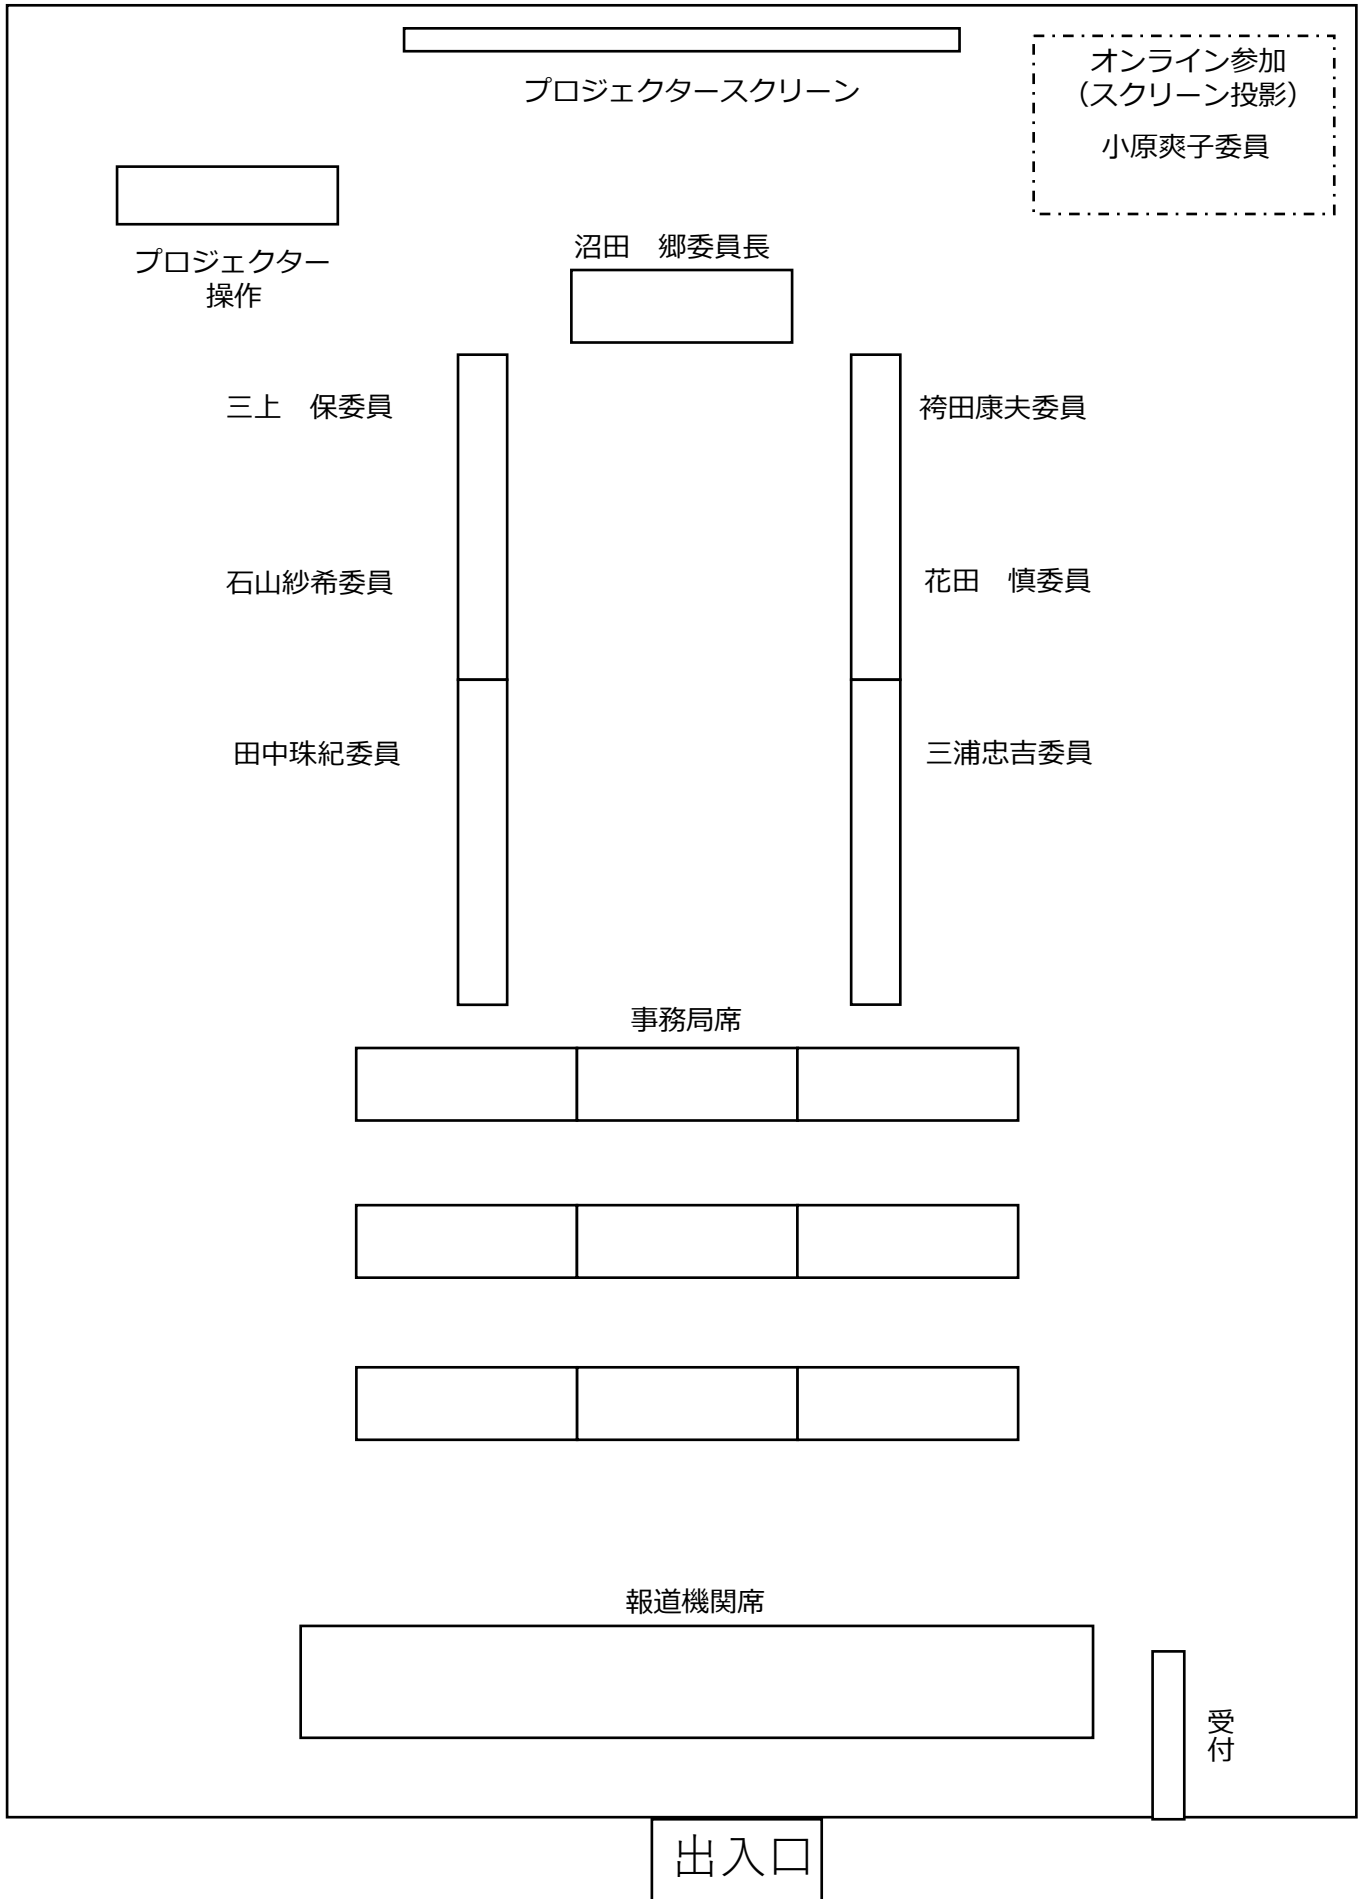 プロジェクタースクリーン
オンライン参加
（スクリーン投影）
小原爽子委員
プロジェクター
操作
沼田　郷委員長
三上　保委員
袴田康夫委員
石山紗希委員
花田　慎委員
田中珠紀委員
三浦忠吉委員
事務局席
報道機関席
受付
出入口